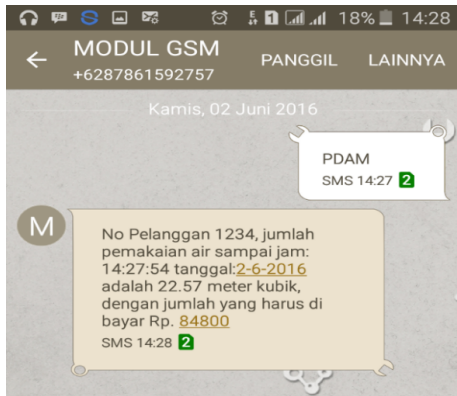 18% 14:28
MODUL GSM
+6287861592757
PANGGIL LAINNYA
Kamis, 02 Juni 2016
PDAM
SMS 14:27 2
M
No Pelanggan 1234, jumlah
pemakaian air sampai jam:
14:27:54 tanggal:2-6-2016
adalah 22.57 meter kubik,
dengan jumlah yang harus di
bayar Rp. 84800
SMS 14:28 2